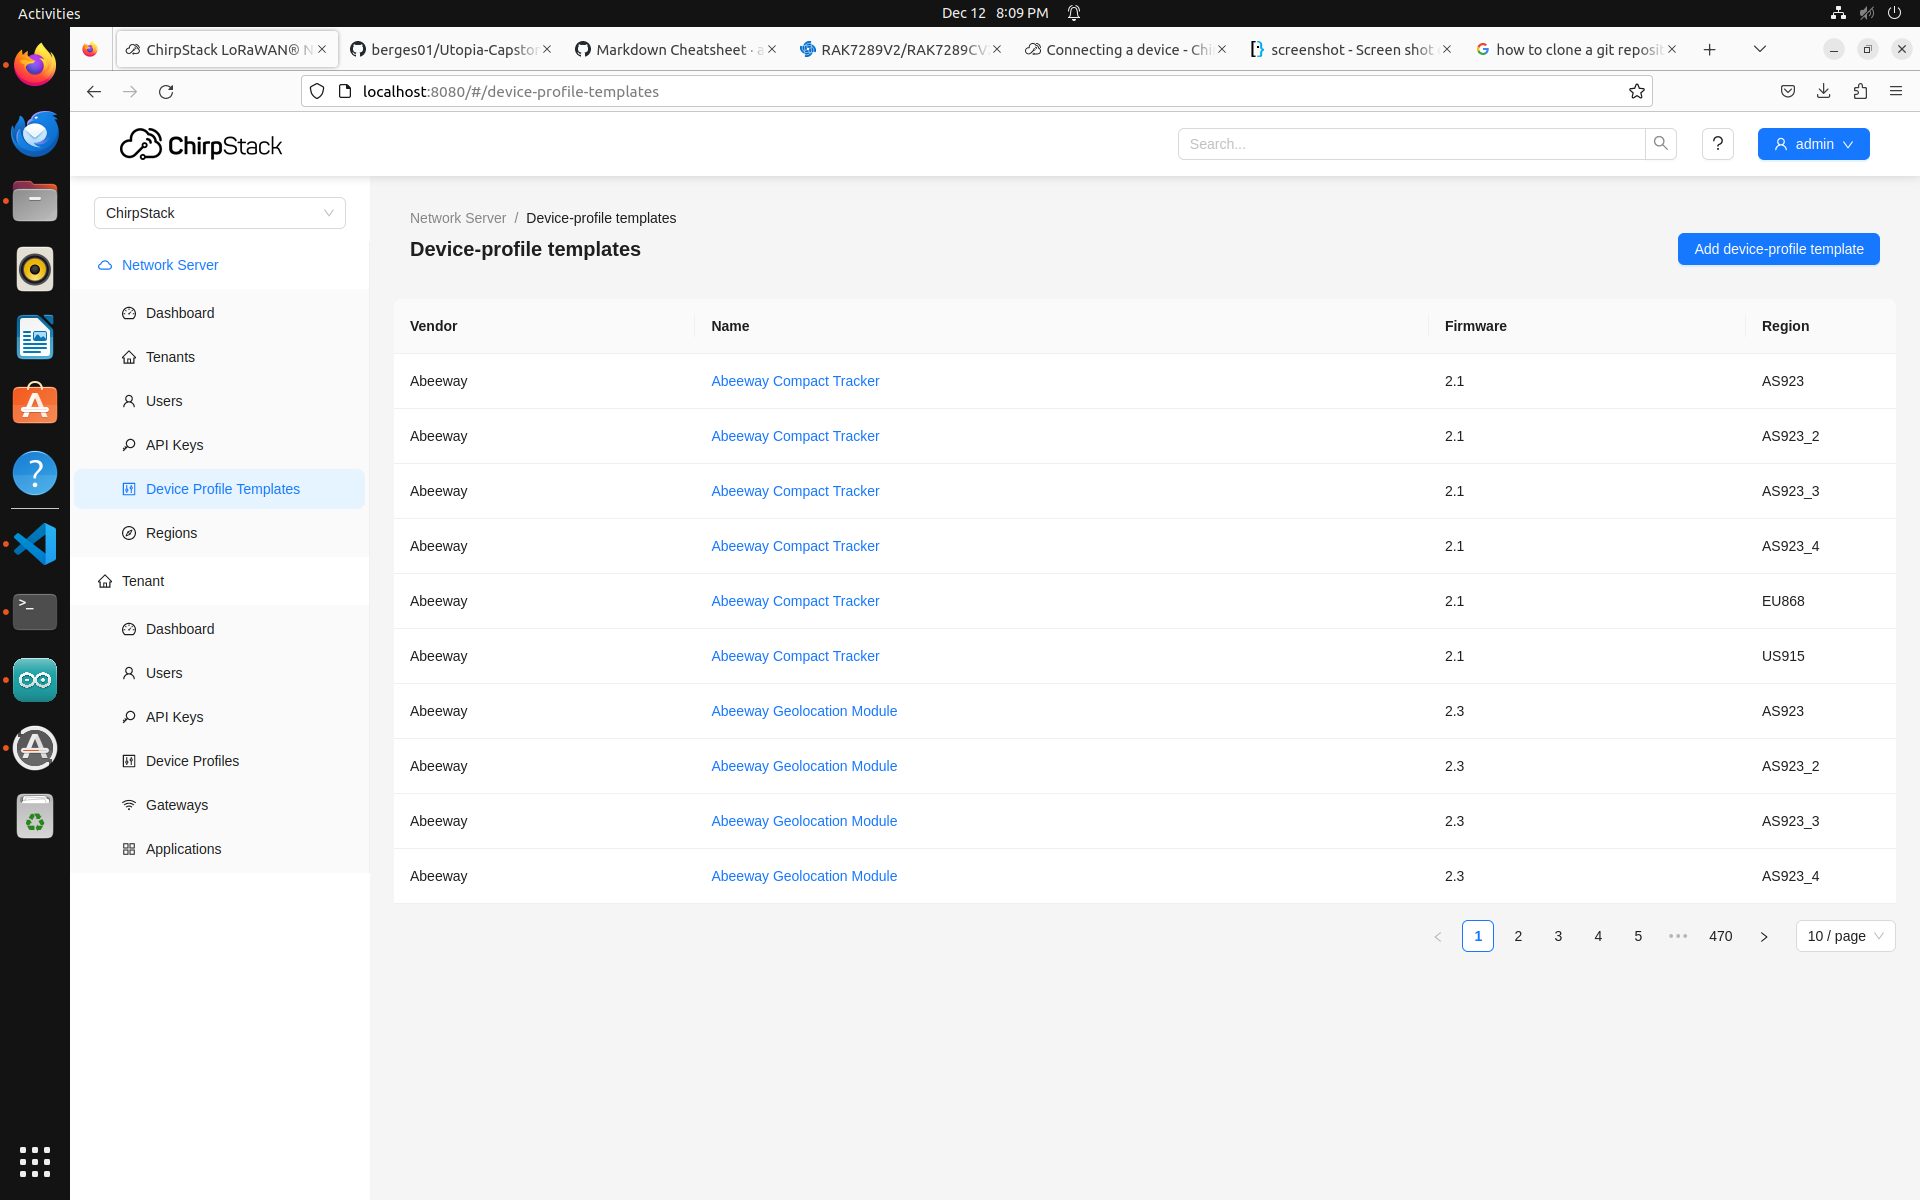 Activities
Dec 12 8:09 PM
ChirpStack LoRaWAN® N
berges01/Utopia-Capstor
Markdown Cheatsheet · a
RAK7289V2/RAK7289CV
Connecting a device - Chi
screenshot - Screen shot
how to clone a git reposit
localhost:8080/#/device-profile-templates
ChirpStack
Search...
?
admin
ChirpStack
Network Server
Dashboard
Tenants
Users
API Keys
Device Profile Templates
Regions
Tenant
Dashboard
Users
API Keys
Device Profiles
Gateways
Applications
Network Server / Device-profile templates
Device-profile templates
Add device-profile template
Vendor Name Firmware Region
Abeeway Abeeway Compact Tracker 2.1 AS923
Abeeway Abeeway Compact Tracker 2.1 AS923_2
Abeeway Abeeway Compact Tracker 2.1 AS923_3
Abeeway Abeeway Compact Tracker 2.1 AS923_4
Abeeway Abeeway Compact Tracker 2.1 EU868
Abeeway Abeeway Compact Tracker 2.1 US915
Abeeway Abeeway Geolocation Module 2.3 AS923
Abeeway Abeeway Geolocation Module 2.3 AS923_2
Abeeway Abeeway Geolocation Module 2.3 AS923_3
Abeeway Abeeway Geolocation Module 2.3 AS923_4
< 1 2 3 4 5 ••• 470 > 10 / page